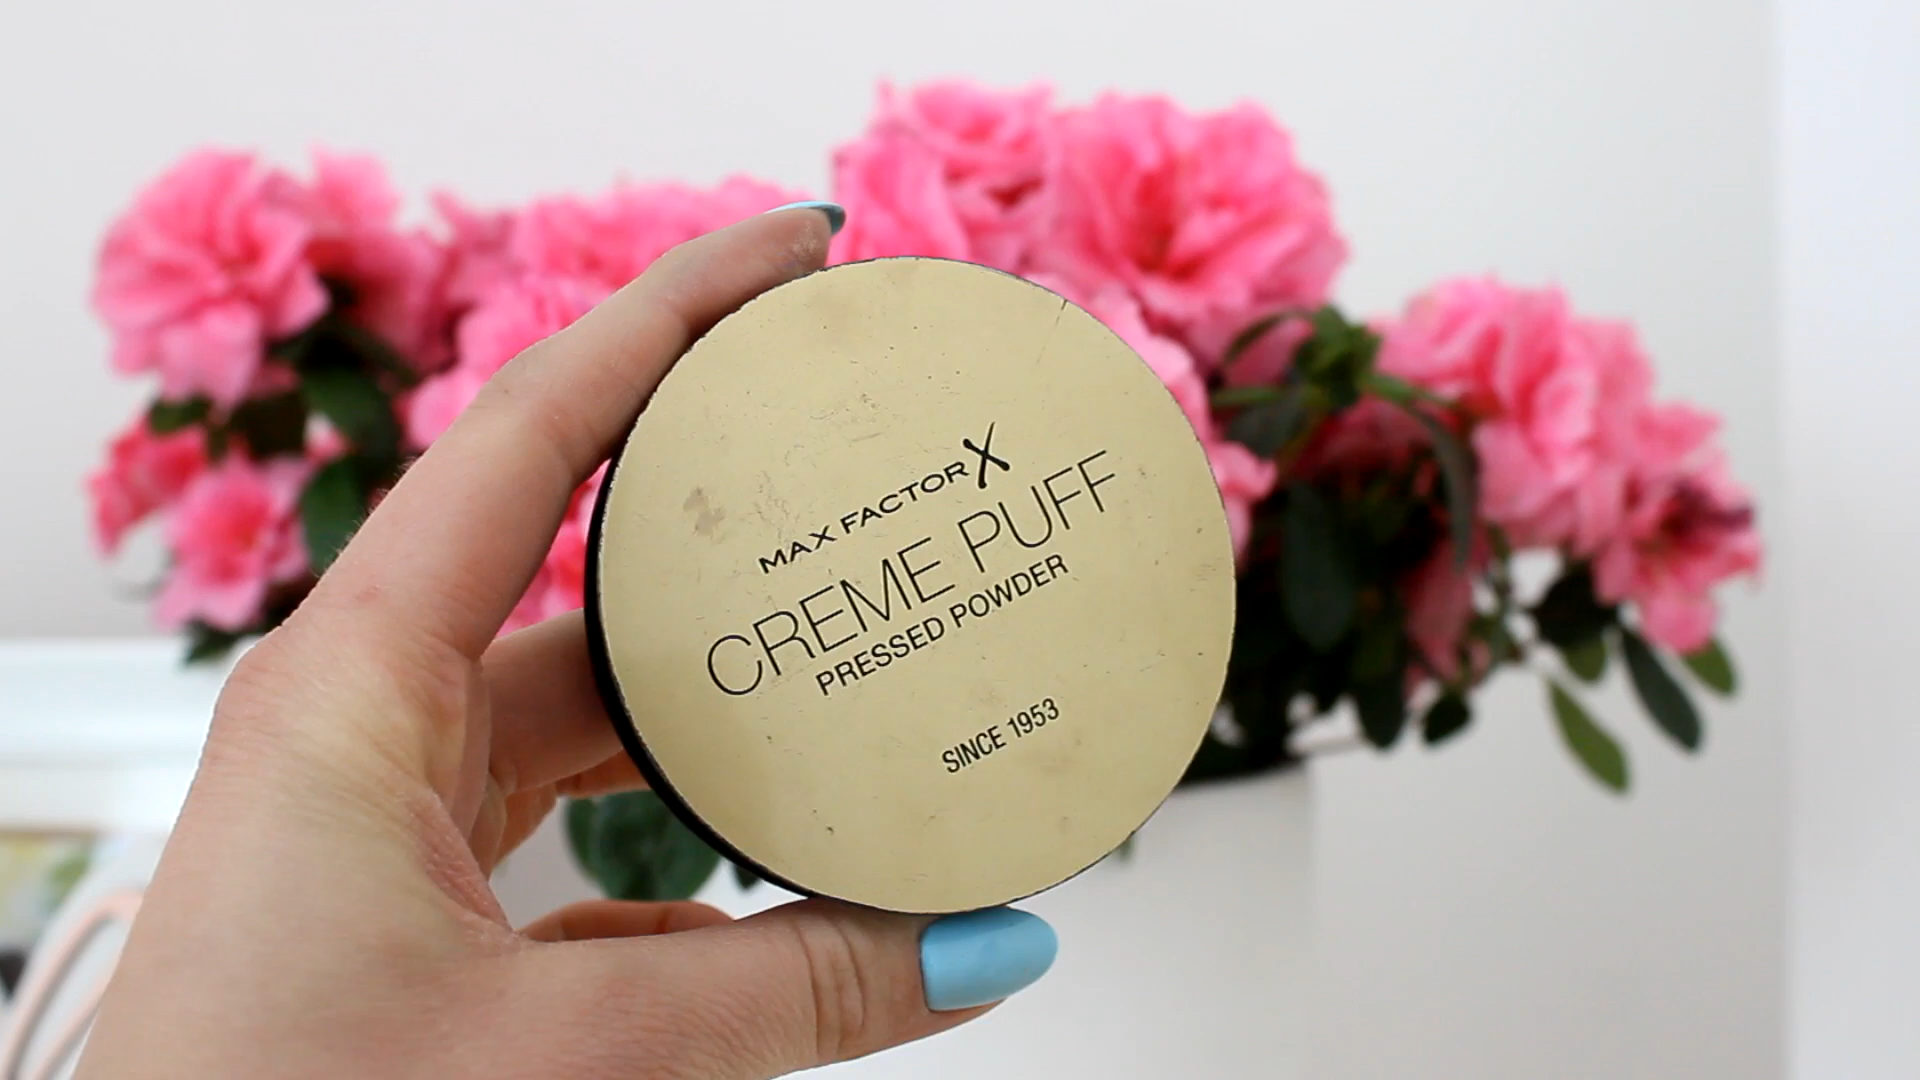 MAX FACTOR X
CREME PUFF
PRESSED POWDER
SINCE 1953